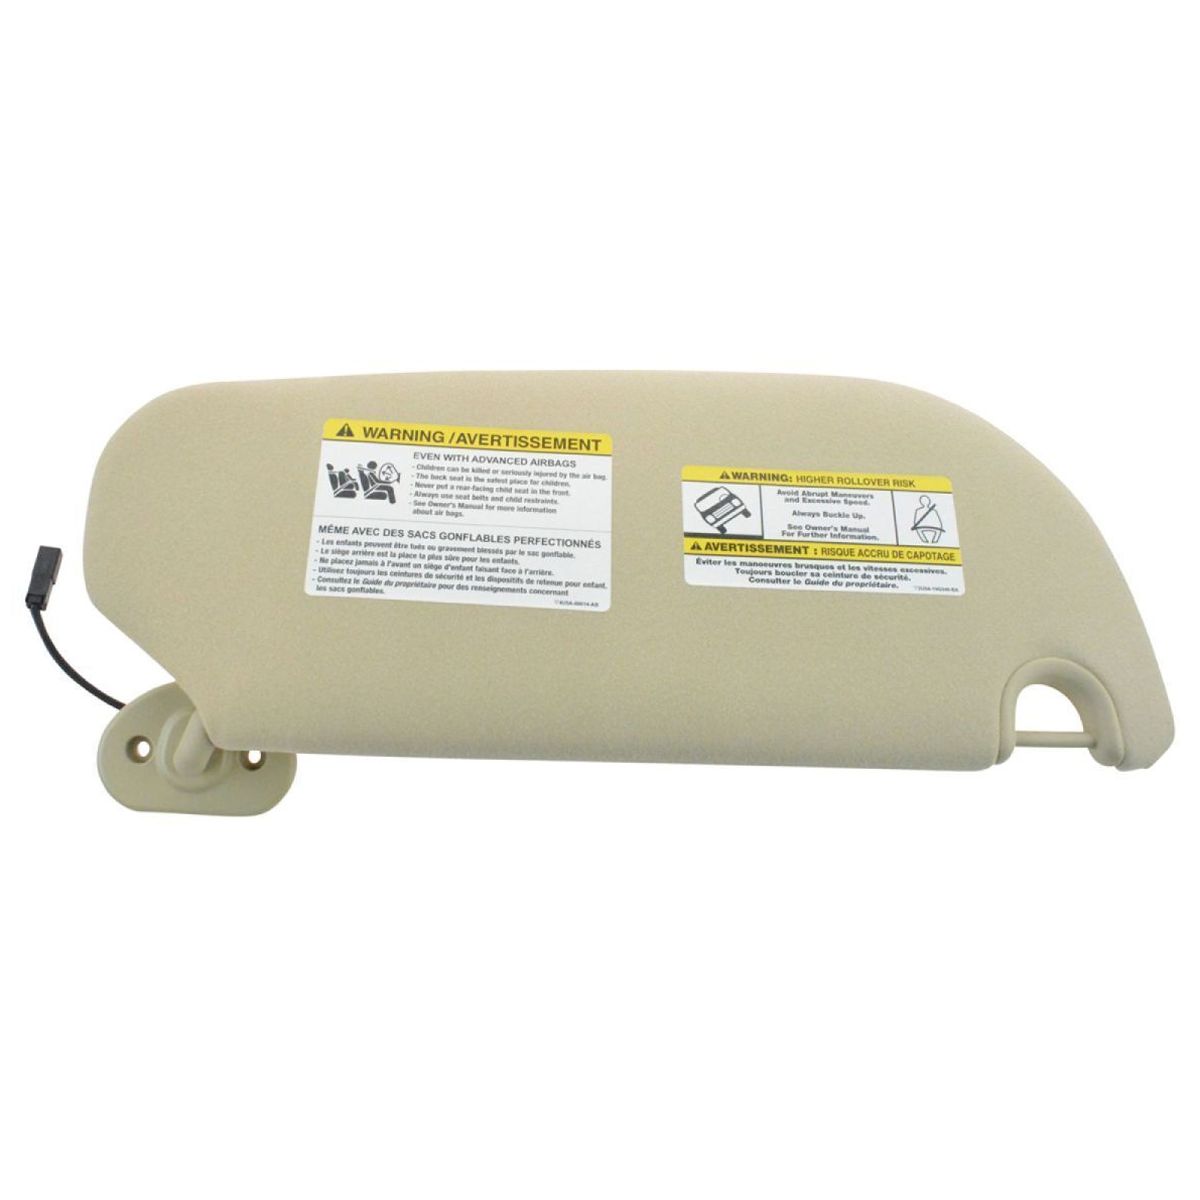 WARNING /AVERTISSEMENT
EVEN WITH ADVANCED AIRBAGS
- Children can be killed or seriously injured by the air bag.
- The back seat is the safest place for children.
- Never put a rear-facing child seat in the front.
- Always use seat belts and child restraints.
- See Owner's Manual for more information
about air bags.
MÊME AVEC DES SACS GONFLABLES PERFECTIONNÉS
- Les enfants peuvent être tués ou gravement blessés par le sac gonflable.
- Le siège arrière est la place la plus sûre pour les enfants.
- Ne placez jamais à l'avant un siège d'enfant faisant face à l'arrière.
- Utilisez toujours les ceintures de sécurité et les dispositifs de retenue pour enfant.
- Consultez le Guide du propriétaire pour des renseignements concernant
les sacs gonflables.
WARNING: HIGHER ROLLOVER RISK
Avoid Abrupt Maneuvers
and Excessive Speed.
Always Buckle Up.
See Owner's Manual
For Further Information.
AVERTISSEMENT : RISQUE ACCRU DE CAPOTAGE
Éviter les manoeuvres brusques et les vitesses excessives.
Toujours boucler sa ceinture de sécurité.
Consulter le Guide du propriétaire.